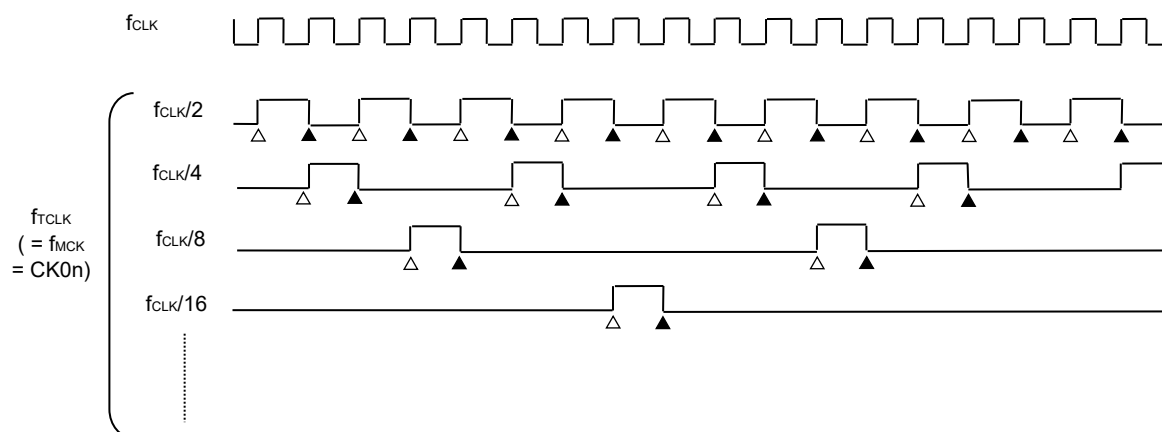 fCLK
fCLK/2
fCLK/4
fCLK/8
fCLK/16
fTCLK
( = fMCK
= CK0n)